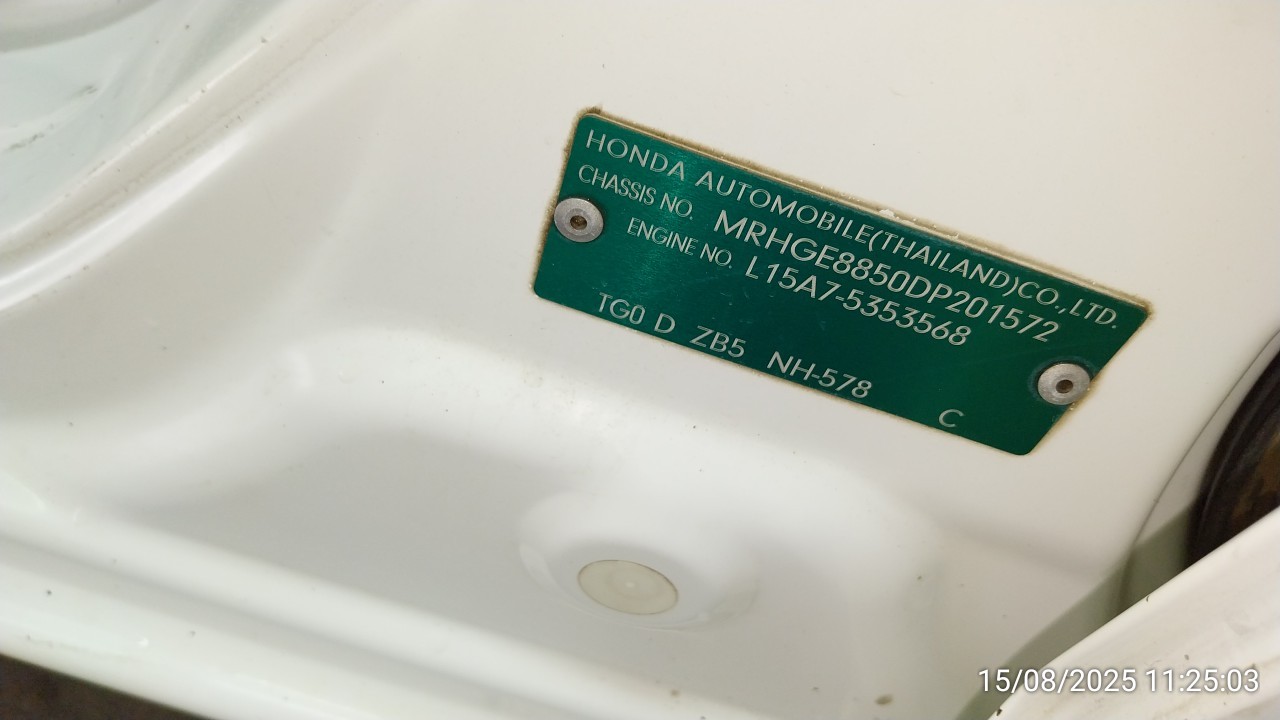 HONDA AUTOMOBILE(THAILAND)CO.,LTD.
CHASSIS NO. MRHGE8850DP201572
ENGINE NO. L15A7-5353568
TG0 D ZB5 NH-578 C
15/08/2025 11:25:03